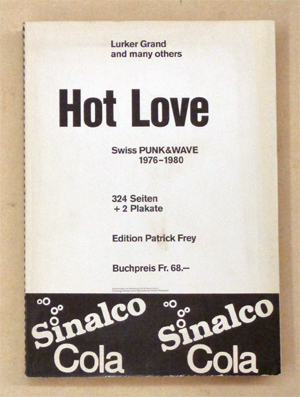 Lurker Grand
and many others
Hot Love
Swiss PUNK&WAVE
1976–1980
324 Seiten
+ 2 Plakate
Edition Patrick Frey
Buchpreis Fr. 68.—
Sinalco Sinalco
Cola Cola